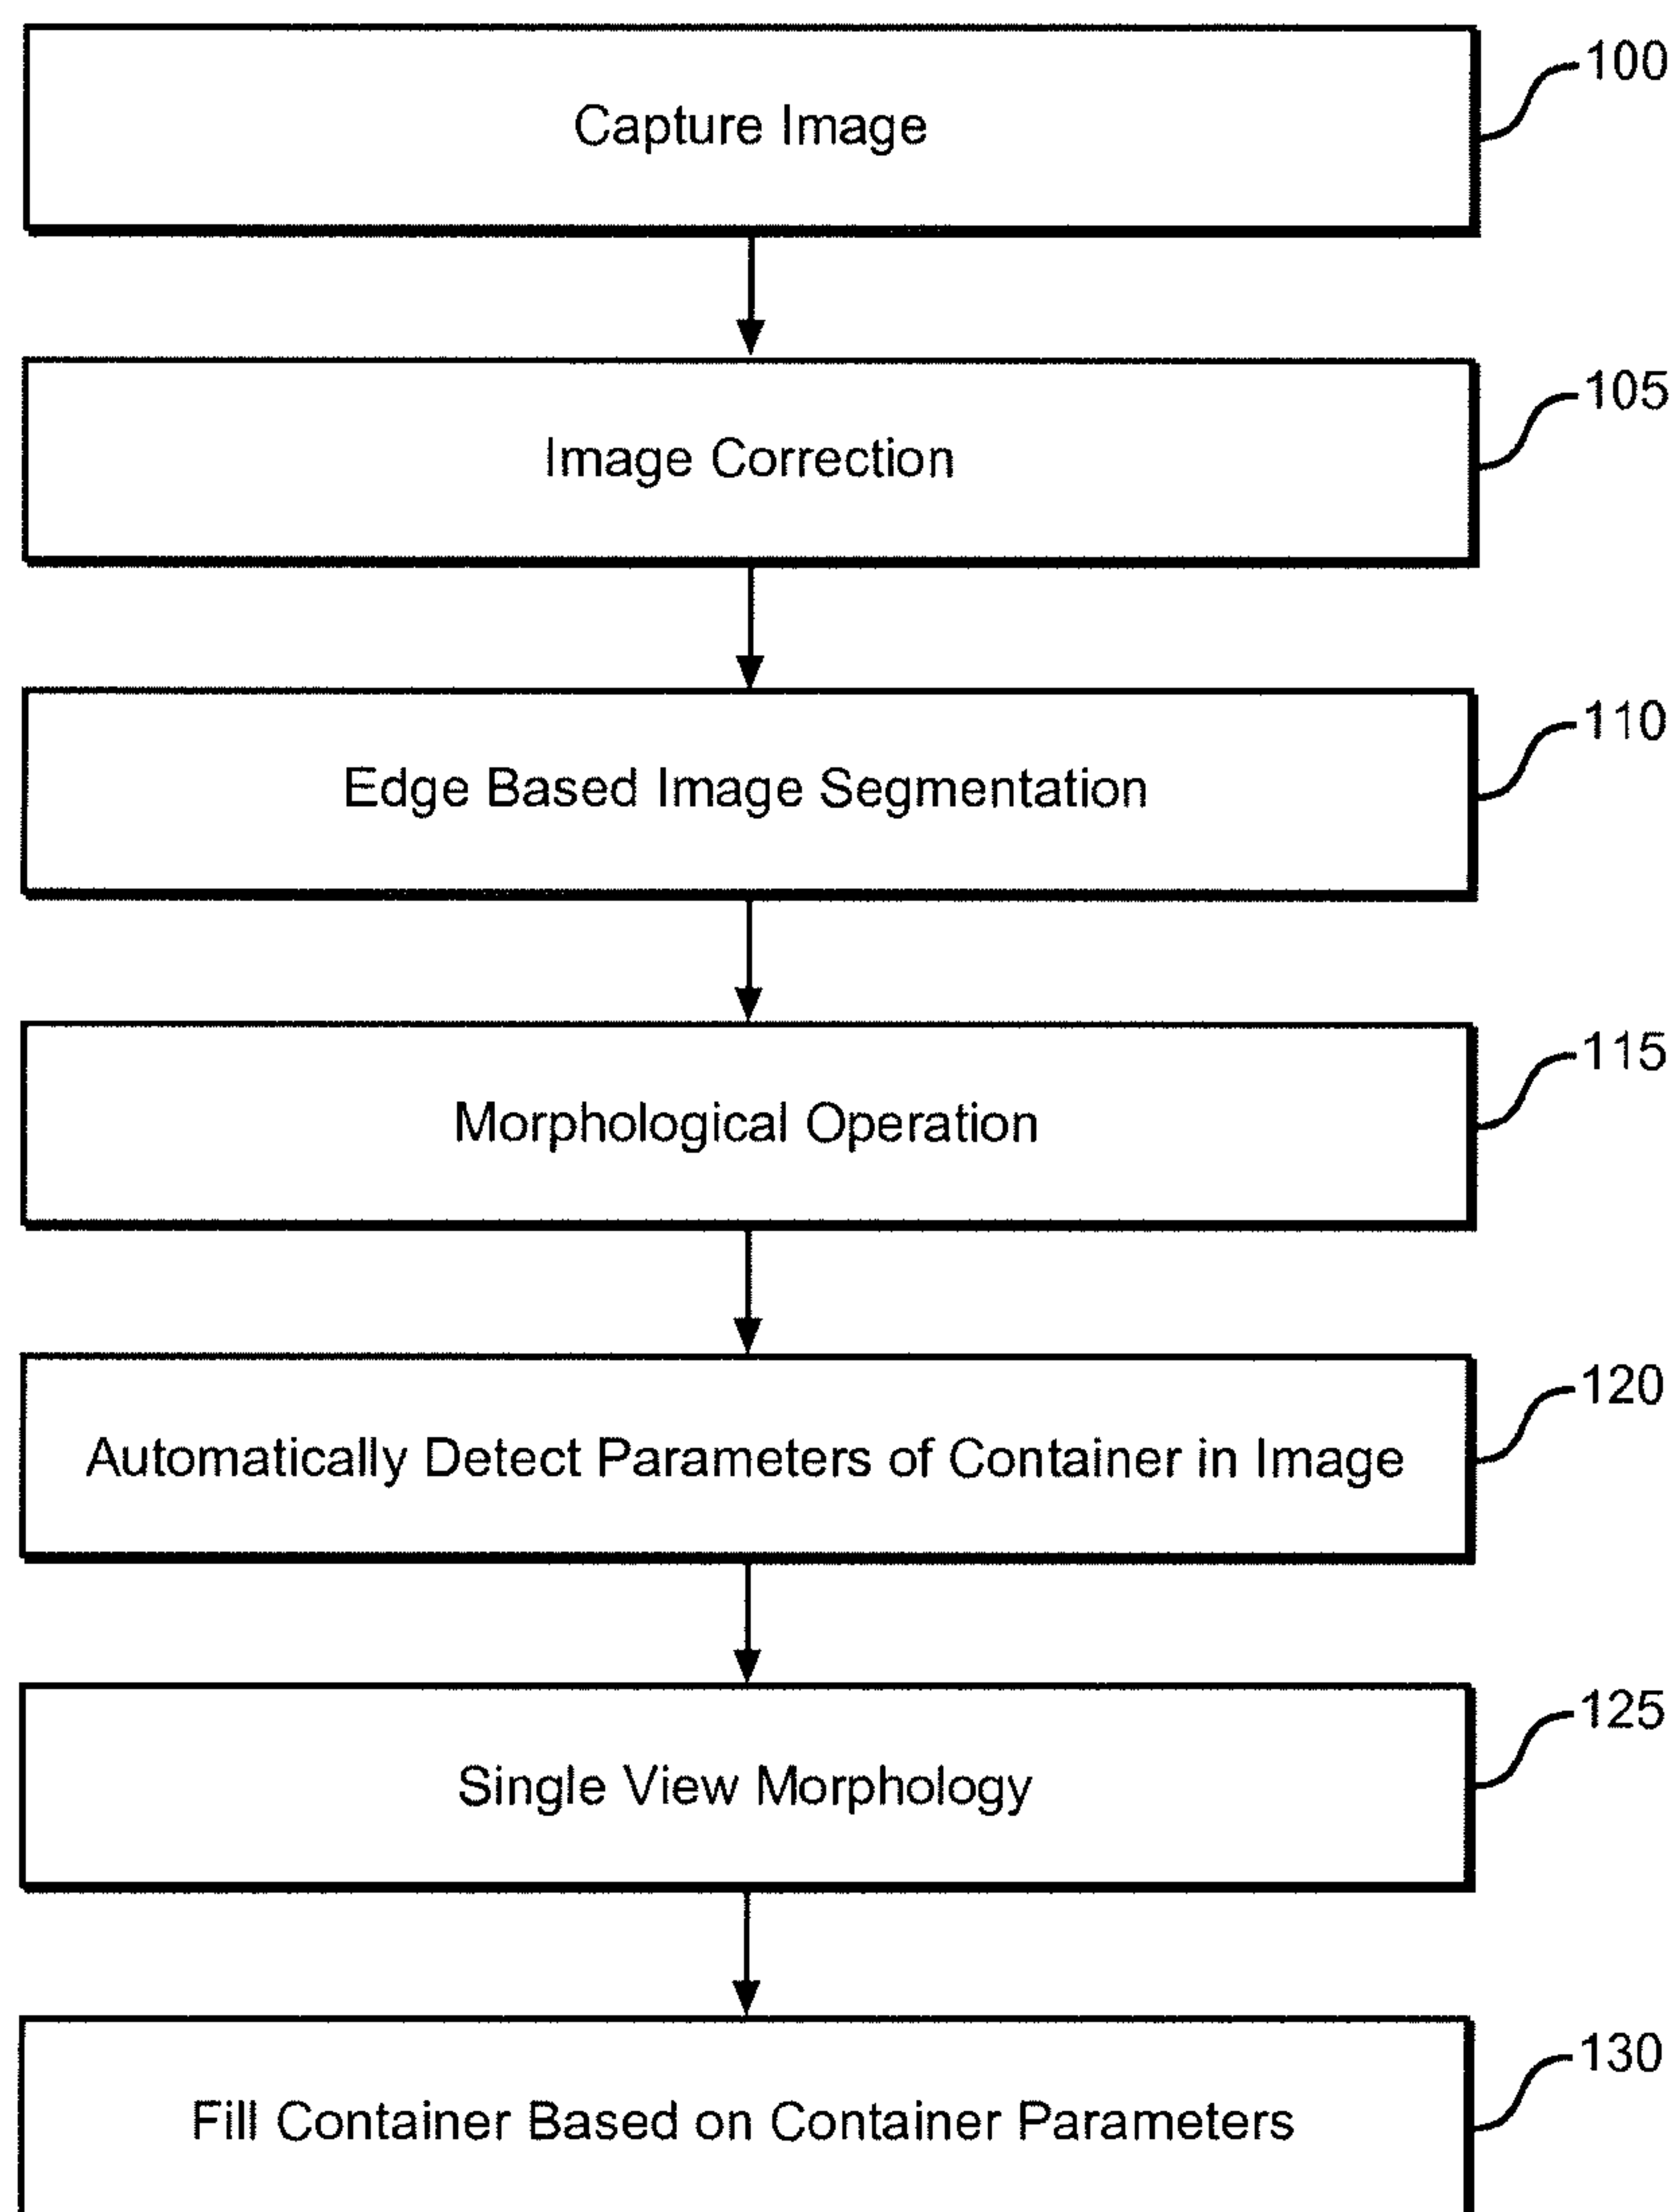 Capture Image
100
Image Correction
105
Edge Based Image Segmentation
110
Morphological Operation
115
Automatically Detect Parameters of Container in Image
120
Single View Morphology
125
Fill Container Based on Container Parameters
130